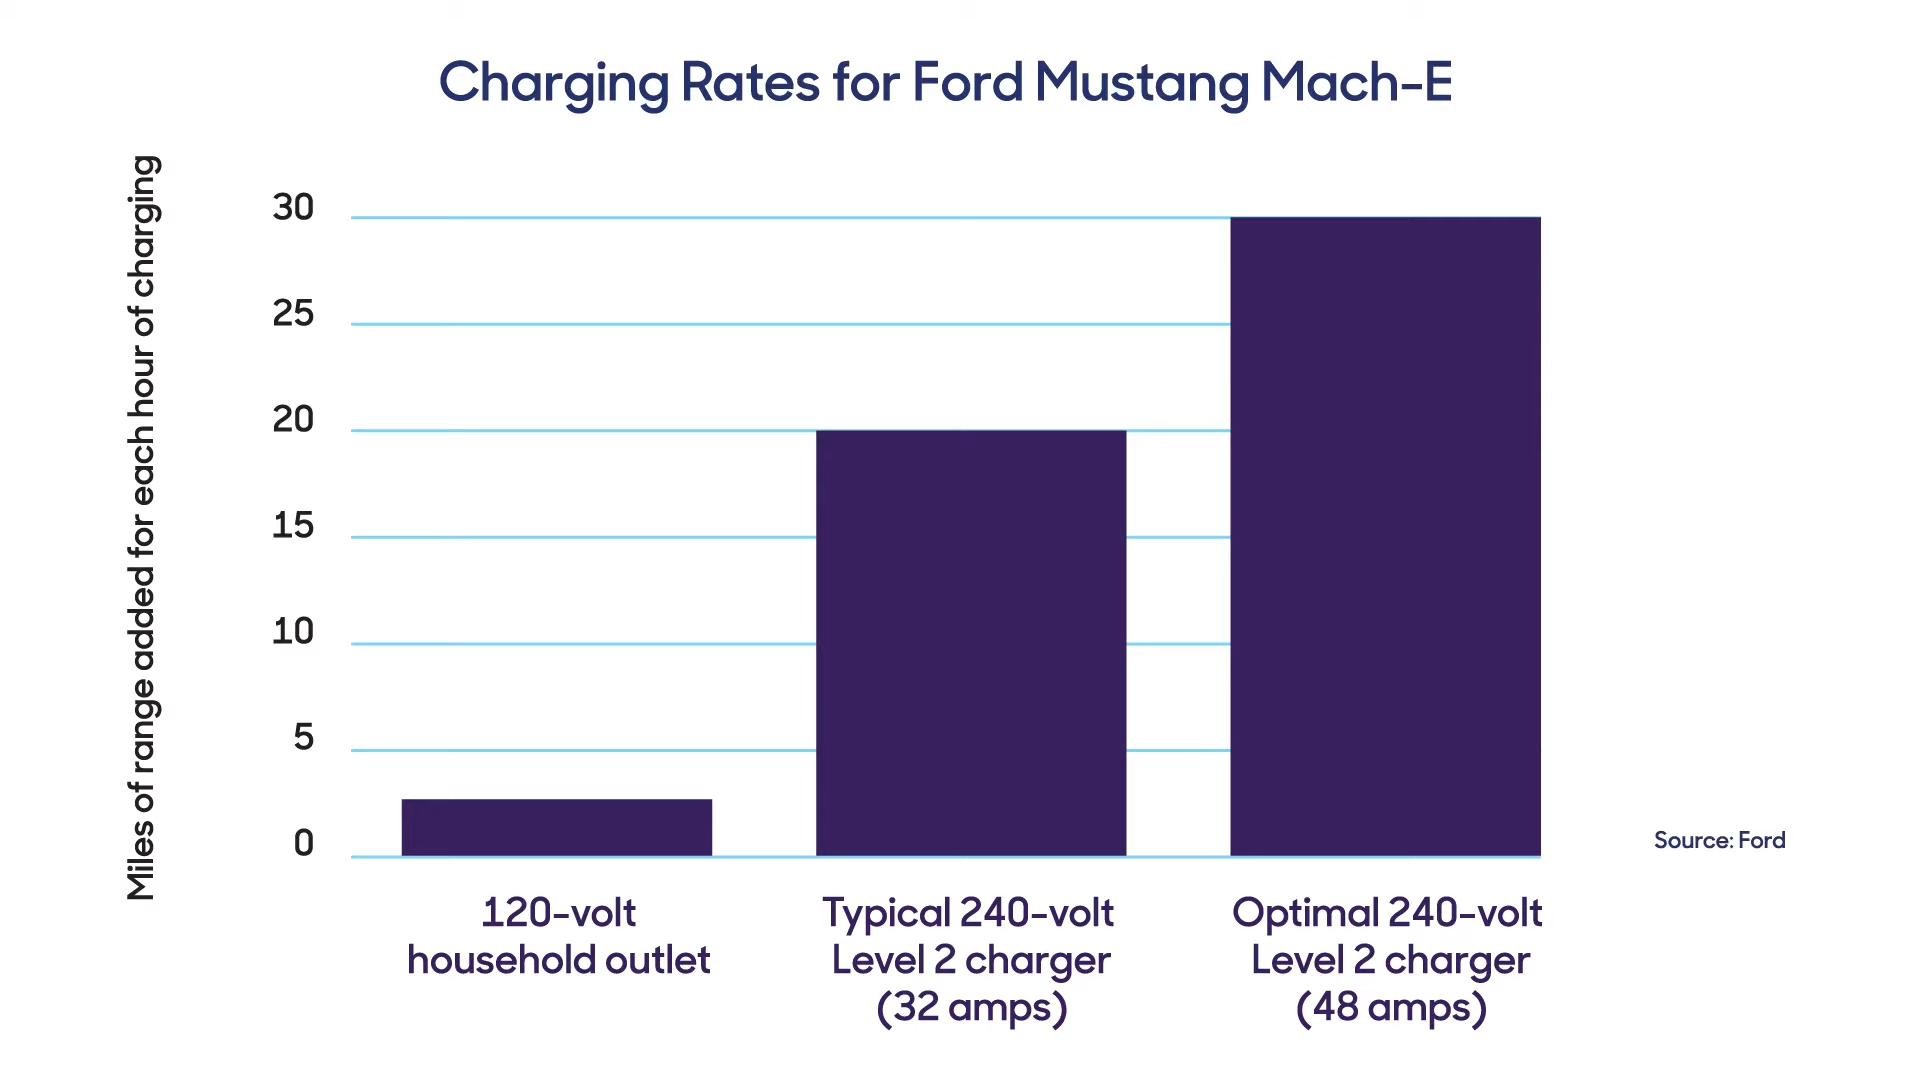 Charging Rates for Ford Mustang Mach-E
Miles of range added for each hour of charging
30
25
20
15
10
5
0
120-volt
household outlet
Typical 240-volt
Level 2 charger
(32 amps)
Optimal 240-volt
Level 2 charger
(48 amps)
Source: Ford